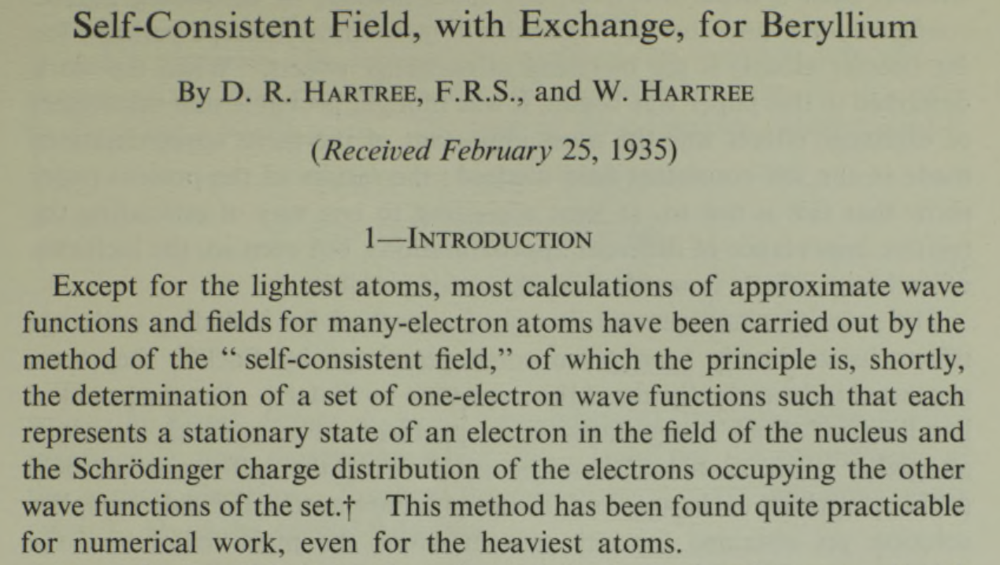 Self-Consistent Field, with Exchange, for Beryllium
By D. R. HARTREE, F.R.S., and W. HARTREE
(Received February 25, 1935)
1—INTRODUCTION
Except for the lightest atoms, most calculations of approximate wave
functions and fields for many-electron atoms have been carried out by the
method of the “ self-consistent field,” of which the principle is, shortly,
the determination of a set of one-electron wave functions such that each
represents a stationary state of an electron in the field of the nucleus and
the Schrödinger charge distribution of the electrons occupying the other
wave functions of the set.† This method has been found quite practicable
for numerical work, even for the heaviest atoms.